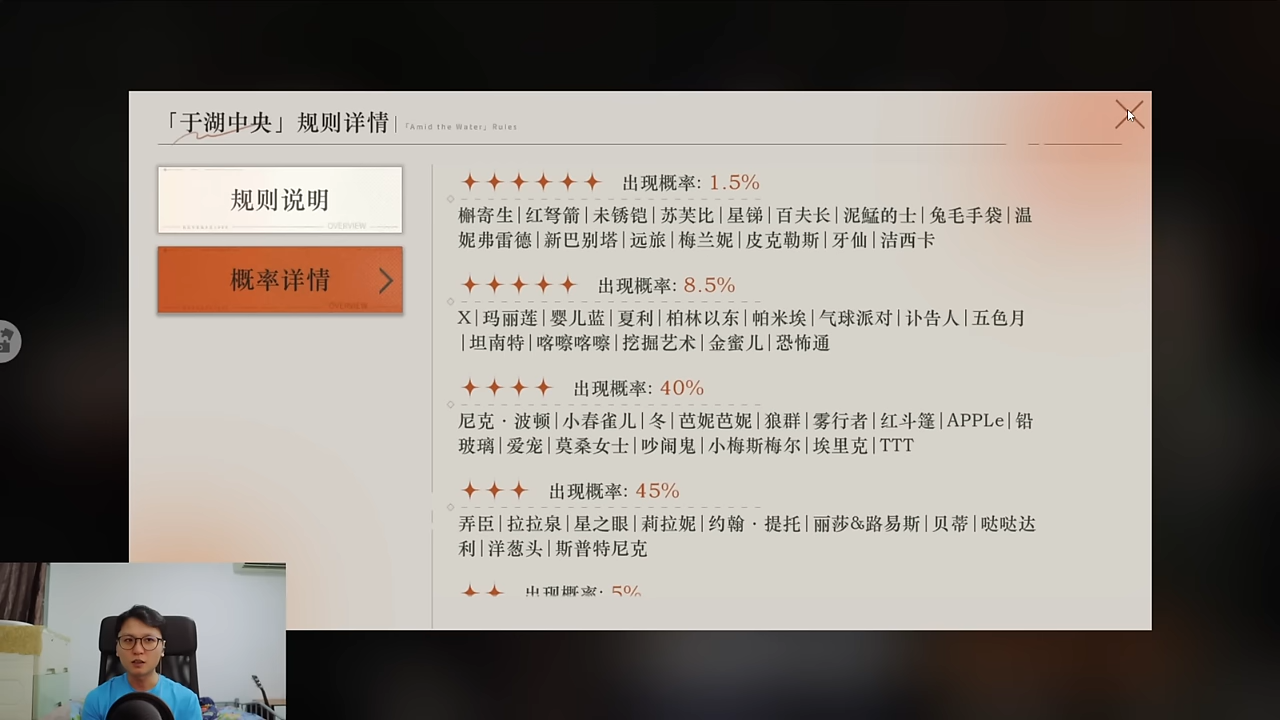 「于湖中央」规则详情 | 「Amid the Water」Rules
规则说明
OVERVIEW
概率详情
OVERVIEW
出现概率: 1.5%
槲寄生|红弩箭|未锈铠|苏芙比|星锑|百夫长|泥鯭的士|兔毛手袋|温
妮弗雷德|新巴别塔|远旅|梅兰妮|皮克勒斯|牙仙|洁西卡
出现概率: 8.5%
X|玛丽莲|婴儿蓝|夏利|柏林以东|帕米埃|气球派对|讣告人|五色月
|坦南特|喀嚓喀嚓|挖掘艺术|金蜜儿|恐怖通
出现概率: 40%
尼克·波顿|小春雀儿|冬|芭妮芭妮|狼群|雾行者|红斗篷|APPLe|铅
玻璃|爱宠|莫桑女士|吵闹鬼|小梅斯梅尔|埃里克|TTT
出现概率: 45%
弄臣|拉拉泉|星之眼|莉拉妮|约翰·提托|丽莎&路易斯|贝蒂|哒哒达
利|洋葱头|斯普特尼克
出现概率: 5%